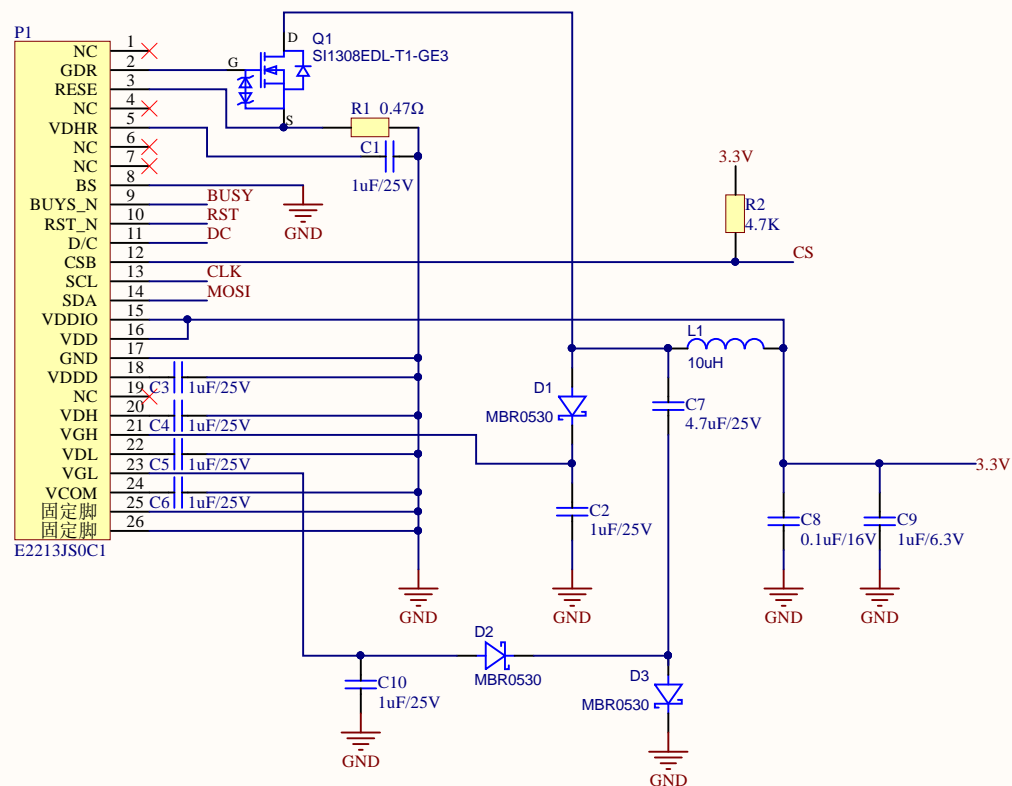 P1
NC 1
GDR 2
RESE 3
NC 4
VDHR 5
NC 6
NC 7
BS 8
BUYS_N 9 BUSY
RST_N 10 RST
D/C 11 DC
CSB 12 CS
SCL 13 CLK
SDA 14 MOSI
VDDIO 15
VDD 16
GND 17
VDDD 18
NC 19
VDH 20
VGH 21
VDL 22
VGL 23
VCOM 24
固定脚 25
固定脚 26
E2213JS0C1
D
G
S
Q1
SI1308EDL-T1-GE3
R1 0.47Ω
C1
1uF/25V
GND
3.3V
R2
4.7K
C3 1uF/25V
C4 1uF/25V
C5 1uF/25V
C6 1uF/25V
L1
10uH
D1
MBR0530
C7
4.7uF/25V
3.3V
C2
1uF/25V
C8
0.1uF/16V
C9
1uF/6.3V
GND
GND
GND
GND
D2
MBR0530
D3
MBR0530
C10
1uF/25V
GND
GND